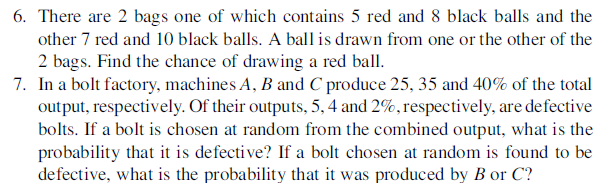 6. There are 2 bags one of which contains 5 red and 8 black balls and the
other 7 red and 10 black balls. A ball is drawn from one or the other of the
2 bags. Find the chance of drawing a red ball.
7. In a bolt factory, machines A, B and C produce 25, 35 and 40% of the total
output, respectively. Of their outputs, 5, 4 and 2%, respectively, are defective
bolts. If a bolt is chosen at random from the combined output, what is the
probability that it is defective? If a bolt chosen at random is found to be
defective, what is the probability that it was produced by B or C?